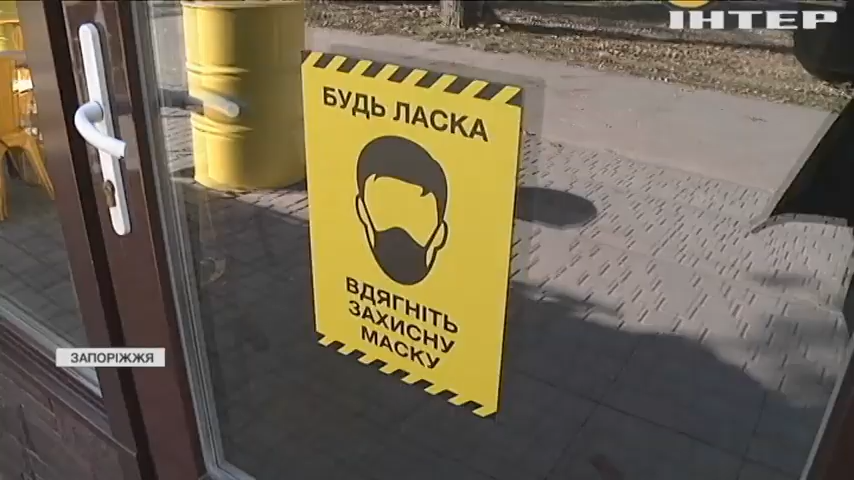 ІНТЕР
БУДЬ ЛАСКА
ВДЯГНІТЬ
ЗАХИСНУ
МАСКУ
ЗАПОРІЖЖЯ